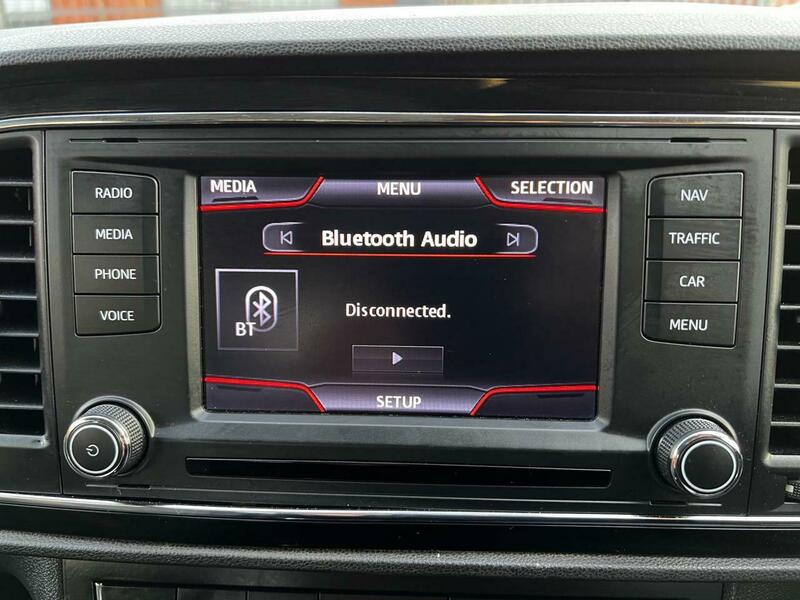 RADIO
MEDIA
PHONE
VOICE
MEDIA
MENU
SELECTION
Bluetooth Audio
BT
Disconnected.
SETUP
NAV
TRAFFIC
CAR
MENU